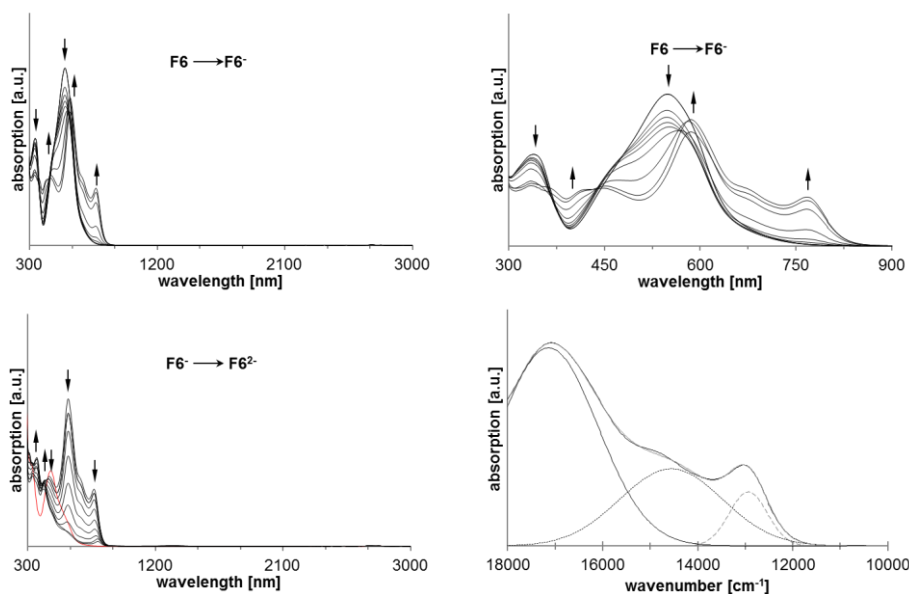 absorption [a.u.]
F6 → F6-
300 1200 2100 3000
wavelength [nm]
absorption [a.u.]
F6 → F6-
300 450 600 750 900
wavelength [nm]
absorption [a.u.]
F6- → F62-
300 1200 2100 3000
wavelength [nm]
absorption [a.u.]
18000 16000 14000 12000 10000
wavenumber [cm-1]